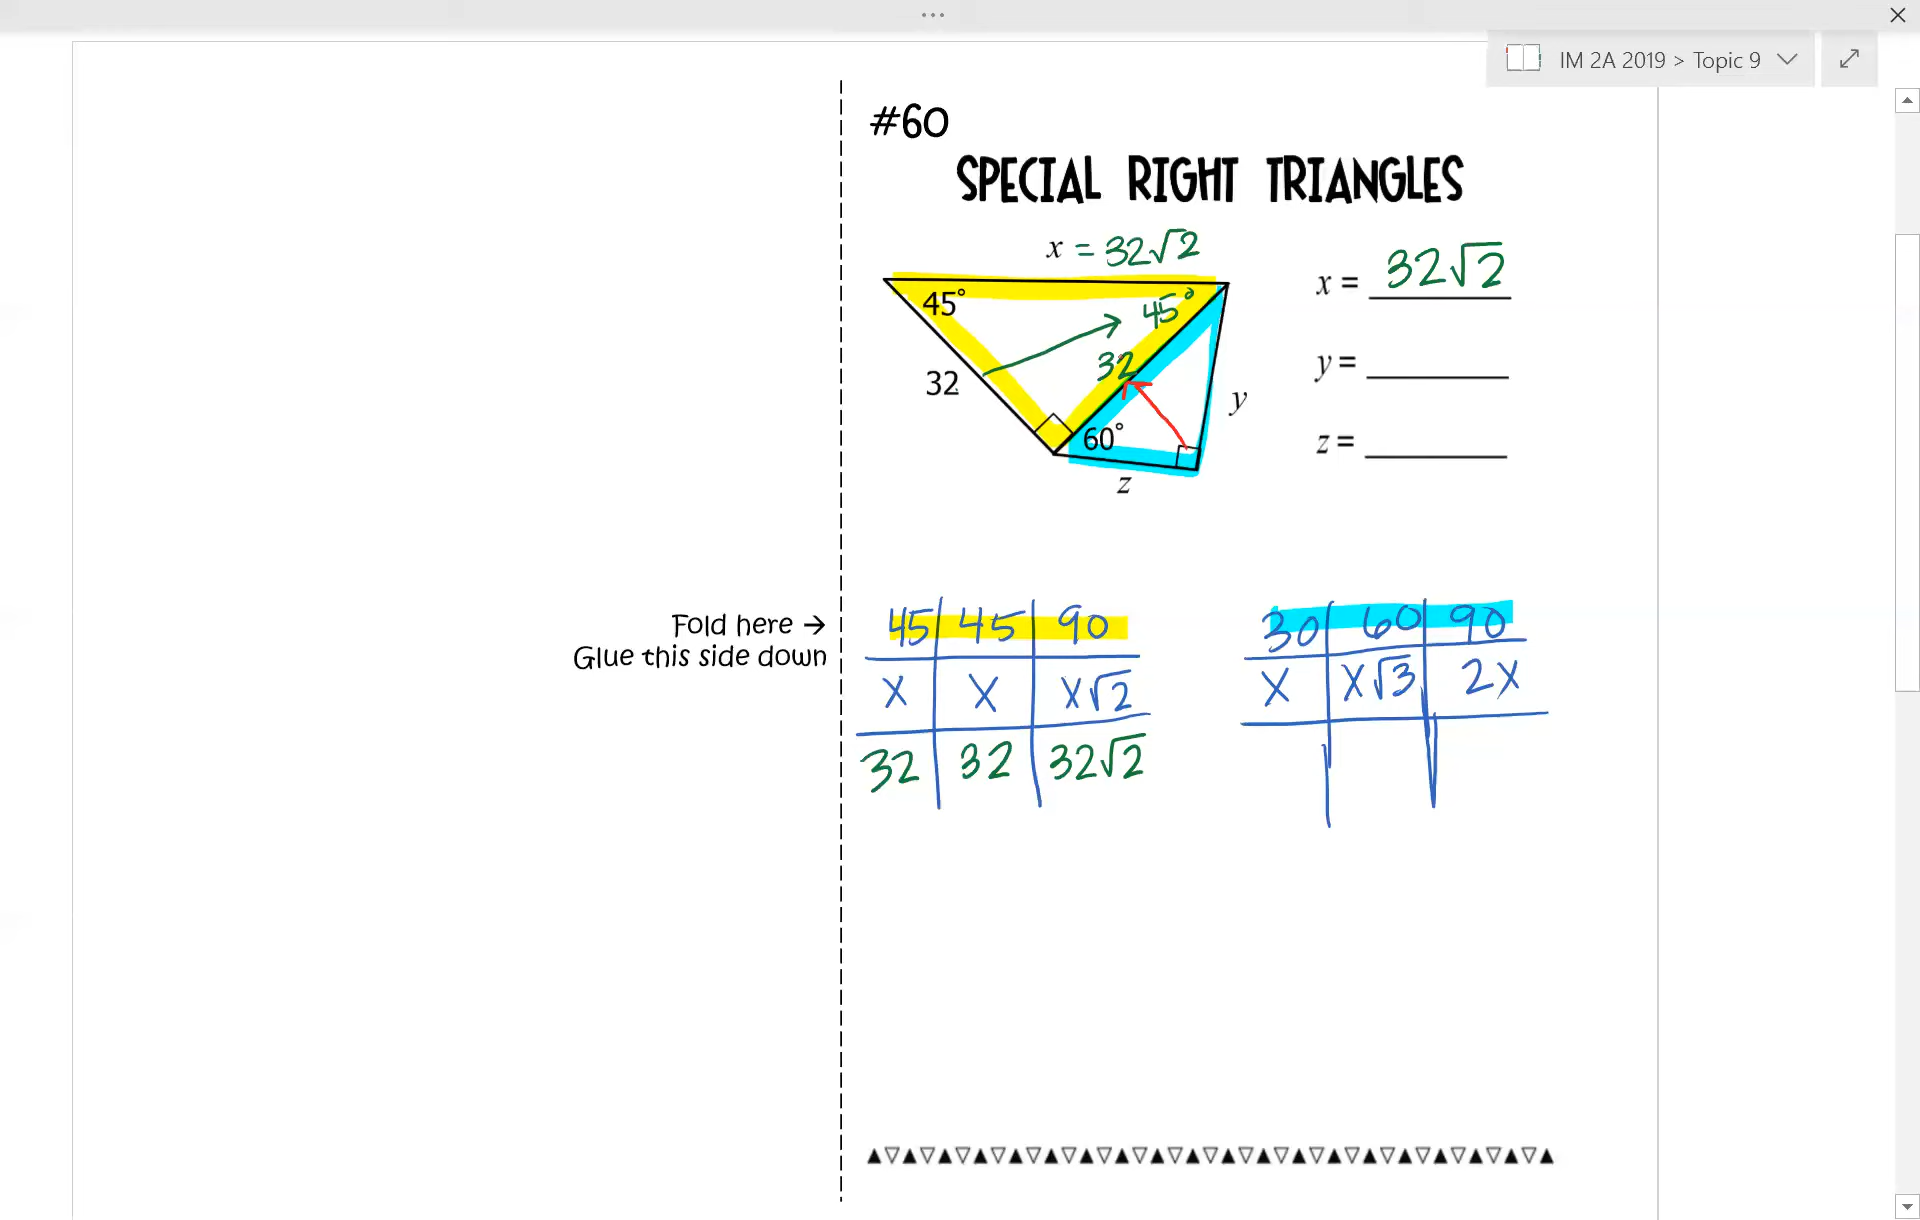 IM 2A 2019 > Topic 9
#60
SPECIAL RIGHT TRIANGLES
x = 32√2
x = 32√2
45°
45°
32
32
y =
y
60°
z =
z
Fold here →
Glue this side down
45 45 90
x x x√2
32 32 32√2
30 60 90
x x√3 2x